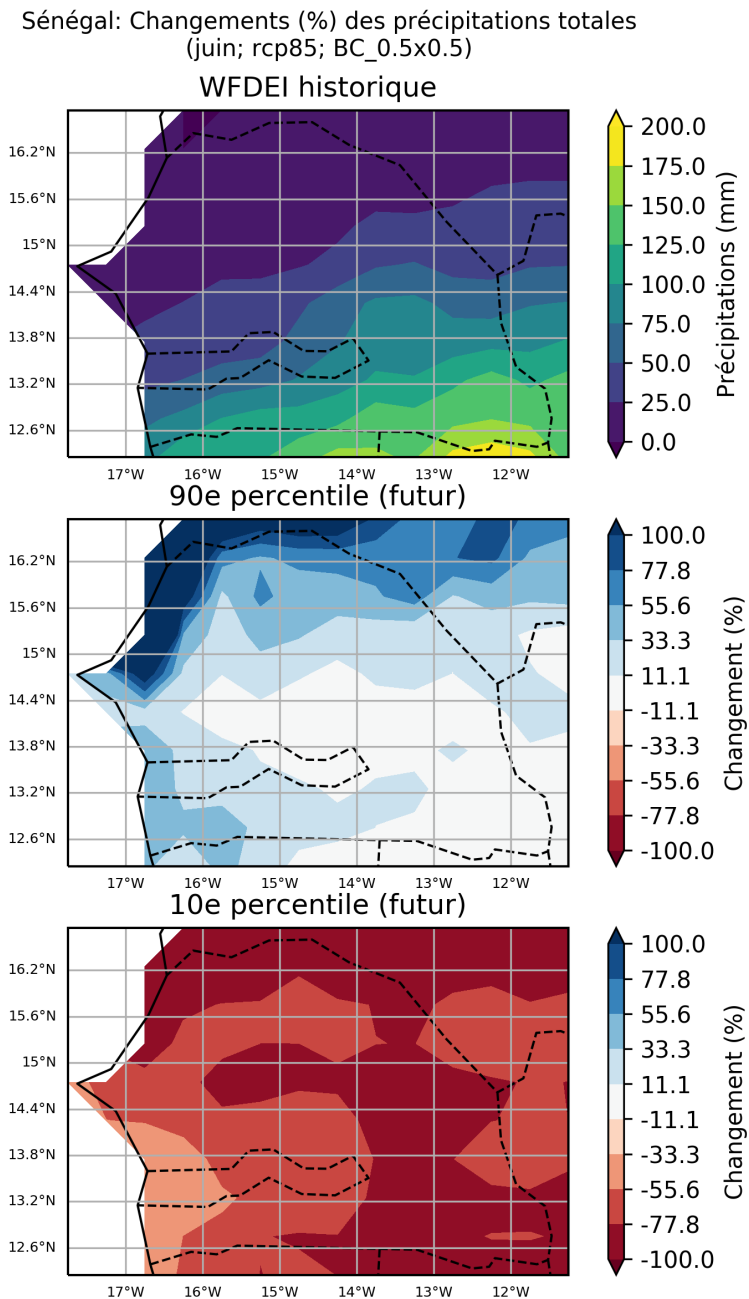 Sénégal: Changements (%) des précipitations totales
(juin; rcp85; BC_0.5x0.5)
WFDEI historique
16.2°N
15.6°N
15°N
14.4°N
13.8°N
13.2°N
12.6°N
17°W
16°W
15°W
14°W
13°W
12°W
200.0
175.0
150.0
125.0
100.0
75.0
50.0
25.0
0.0
Précipitations (mm)
90e percentile (futur)
16.2°N
15.6°N
15°N
14.4°N
13.8°N
13.2°N
12.6°N
17°W
16°W
15°W
14°W
13°W
12°W
100.0
77.8
55.6
33.3
11.1
-11.1
-33.3
-55.6
-77.8
-100.0
Changement (%)
10e percentile (futur)
16.2°N
15.6°N
15°N
14.4°N
13.8°N
13.2°N
12.6°N
17°W
16°W
15°W
14°W
13°W
12°W
100.0
77.8
55.6
33.3
11.1
-11.1
-33.3
-55.6
-77.8
-100.0
Changement (%)